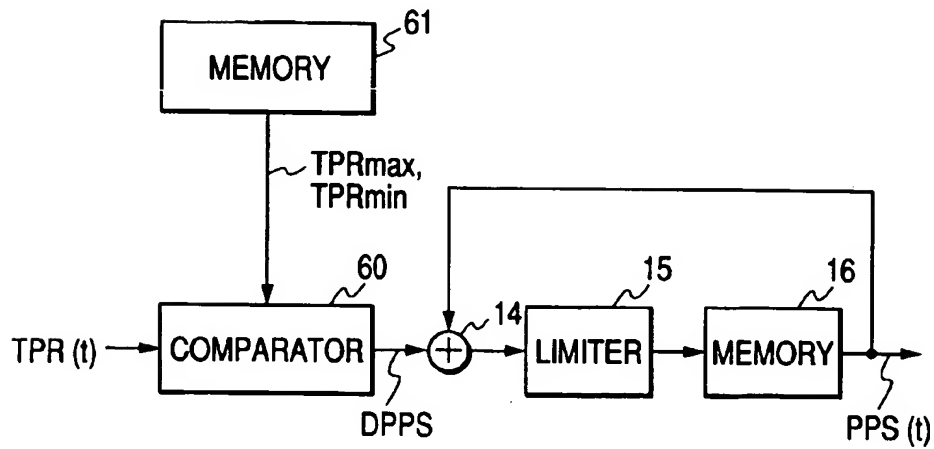 61
MEMORY
TPRmax,
TPRmin
60
15
16
14
TPR (t)
COMPARATOR
+
LIMITER
MEMORY
DPPS
PPS (t)